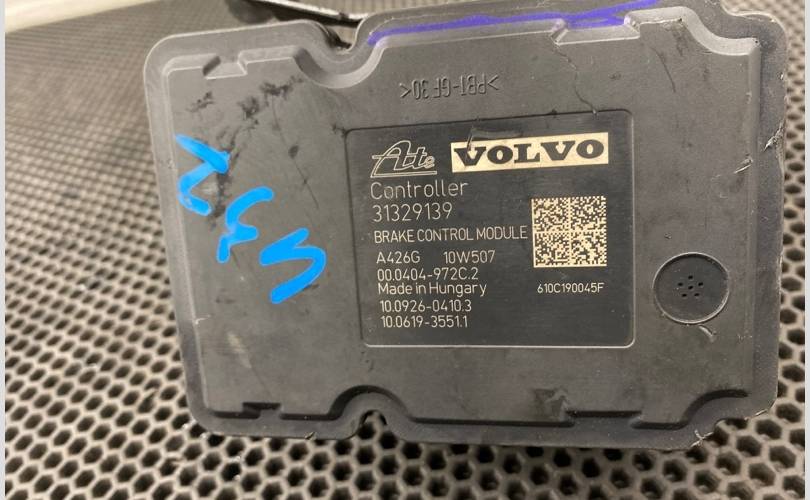 >PBT-GF30<
Ate VOLVO
Controller
31329139
BRAKE CONTROL MODULE
A426G 10W507
00.0404-972C.2
Made in Hungary 610C190045F
10.0926-0410.3
10.0619-3551.1